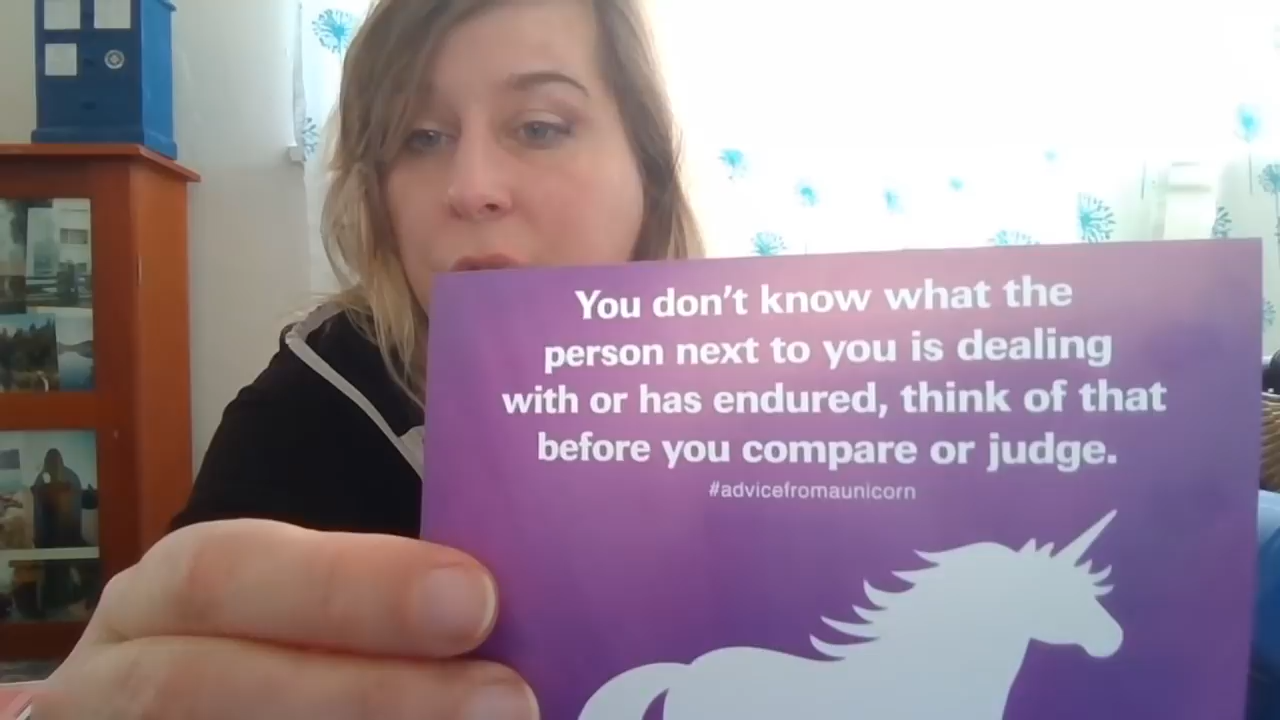 You don't know what the
person next to you is dealing
with or has endured, think of that
before you compare or judge.
#advicefromaunicorn